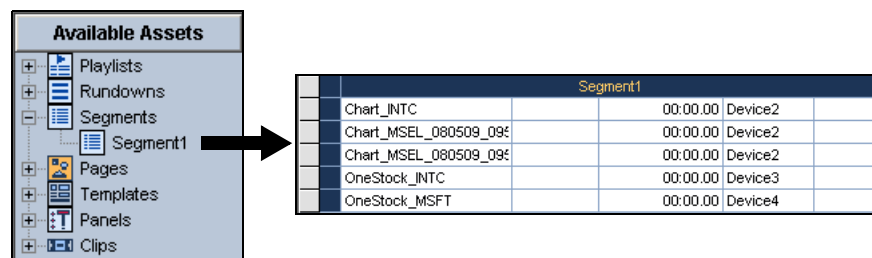 Available Assets
Playlists
Rundowns
Segments
Segment1
Pages
Templates
Panels
Clips
Segment1
Chart_INTC 00:00.00 Device2
Chart_MSEL_080509_095 00:00.00 Device2
Chart_MSEL_080509_095 00:00.00 Device2
OneStock_INTC 00:00.00 Device3
OneStock_MSFT 00:00.00 Device4